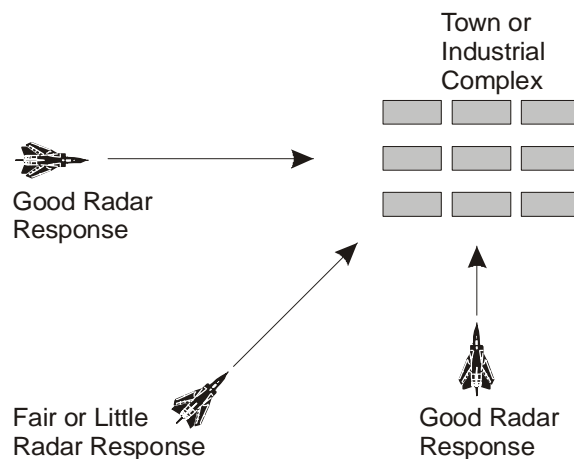 Town or
Industrial
Complex
Good Radar
Response
Fair or Little
Radar Response
Good Radar
Response